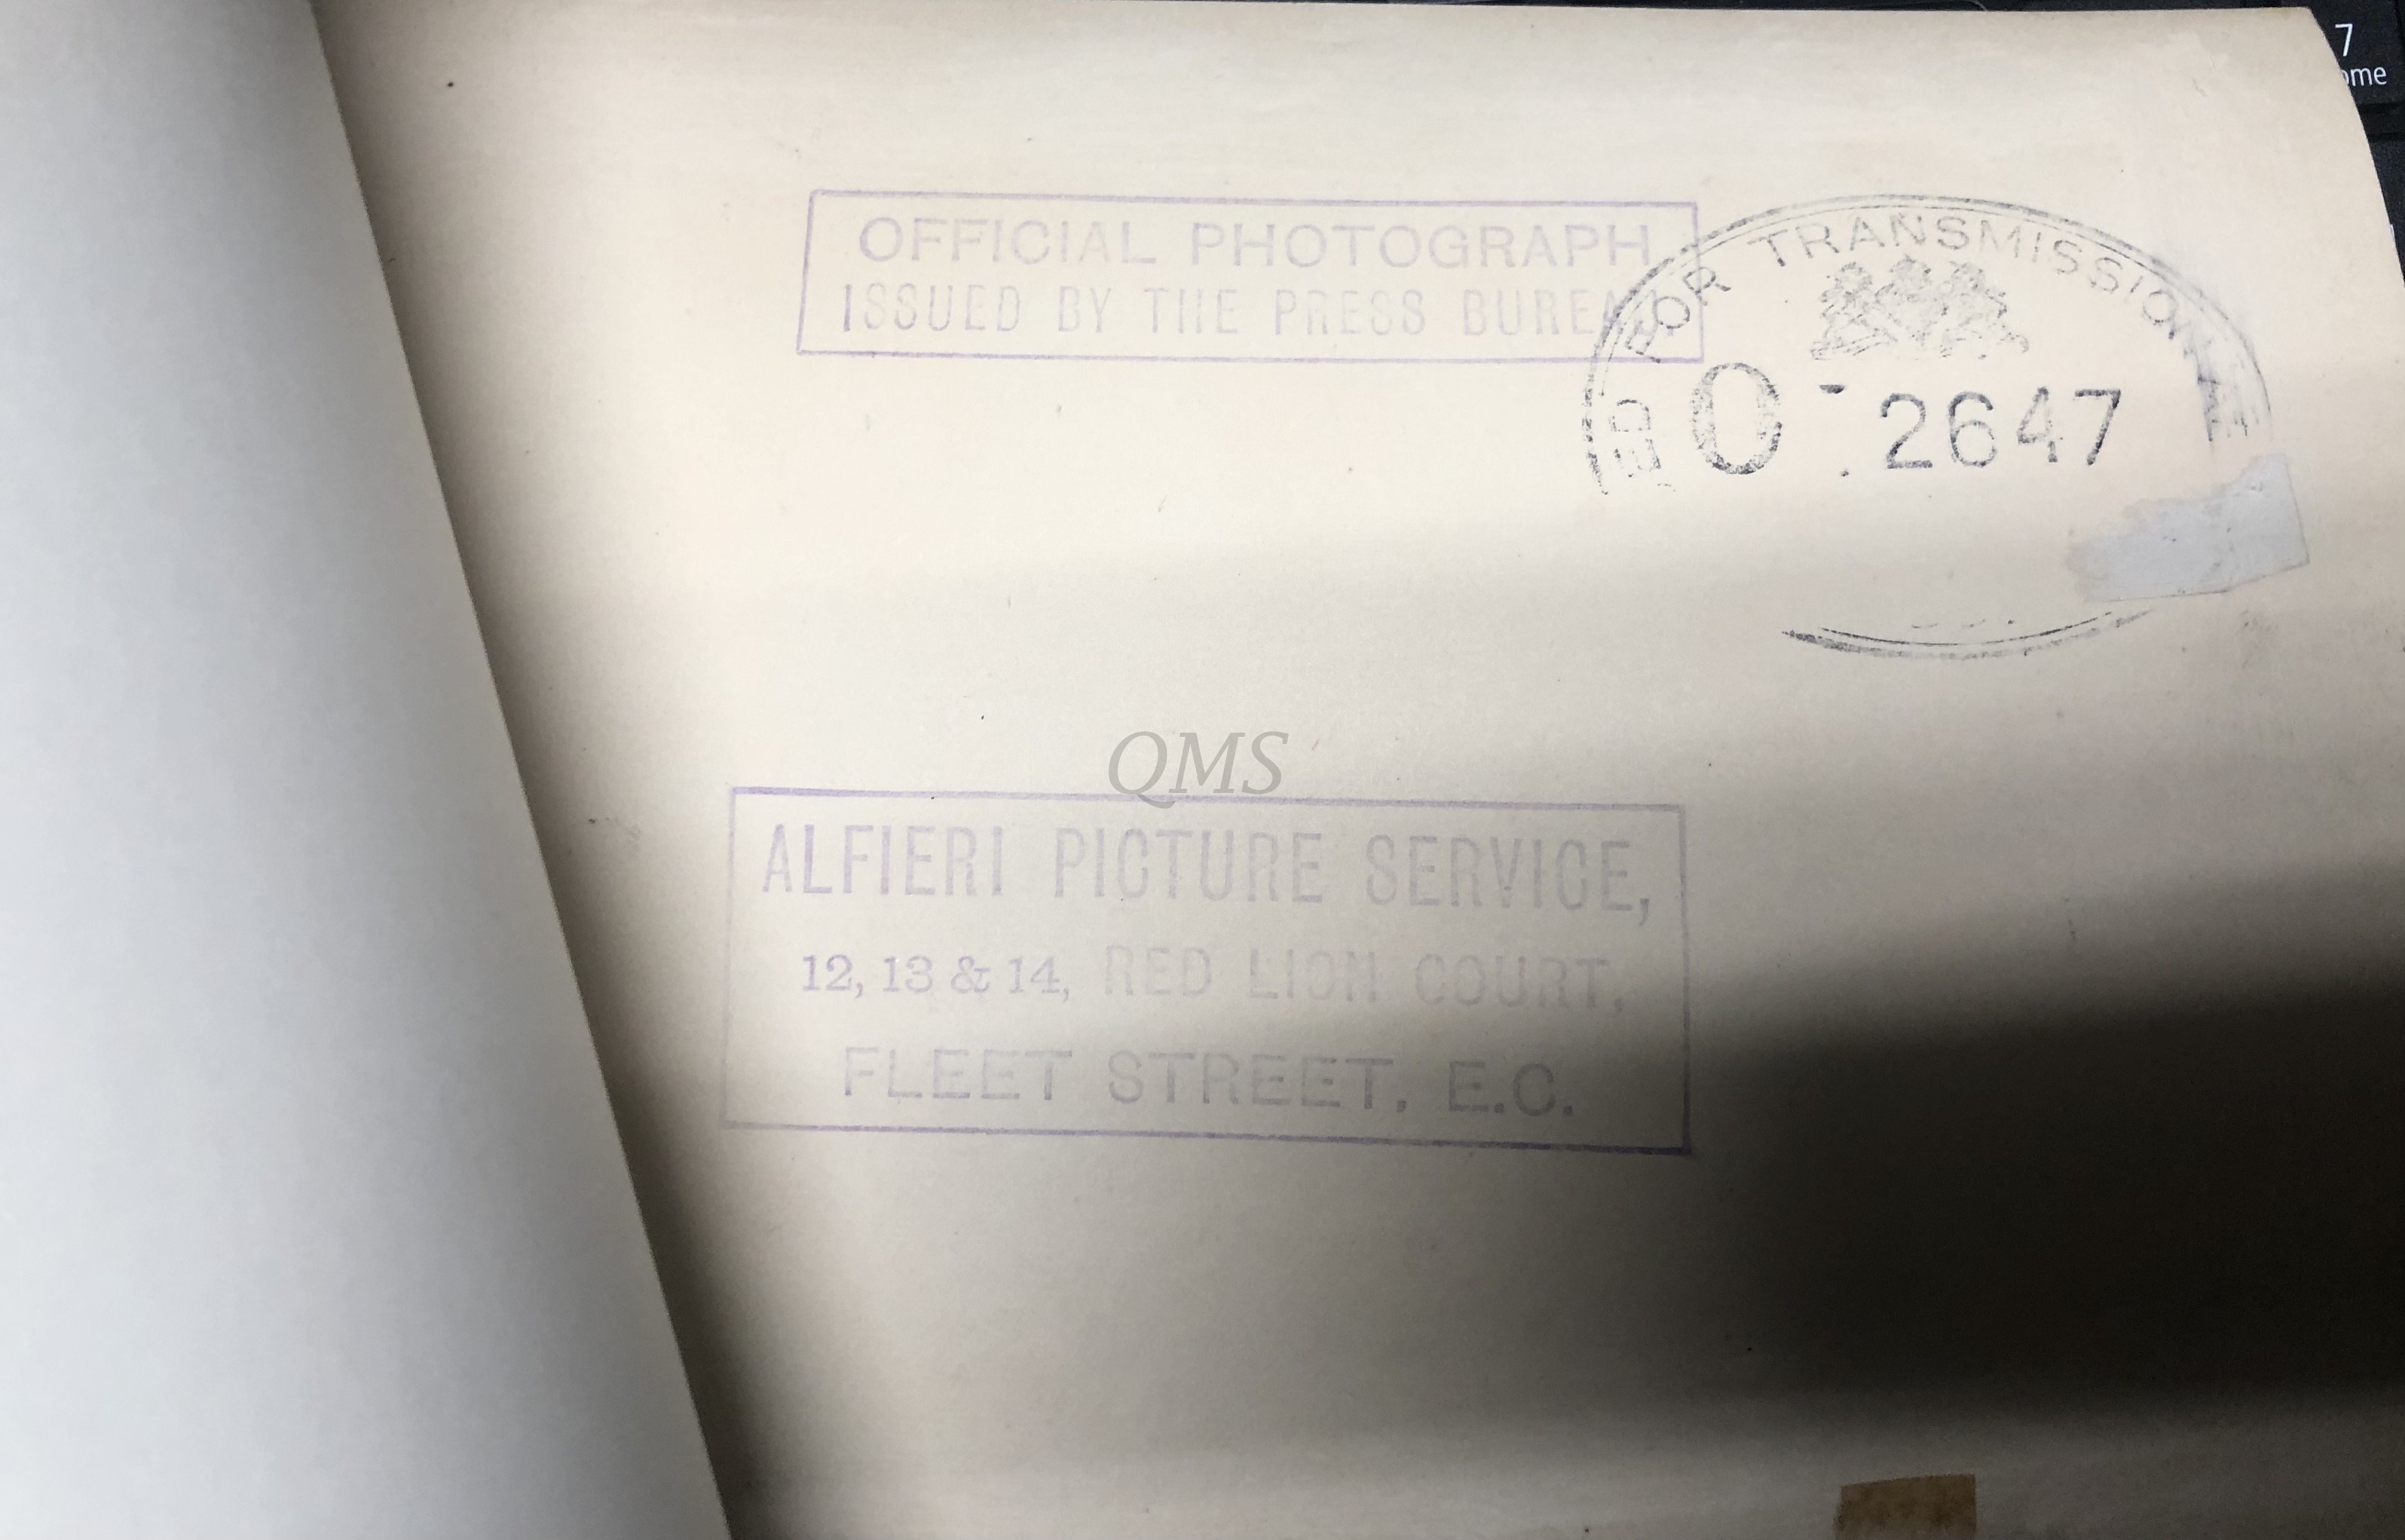 OFFICIAL PHOTOGRAPH
ISSUED BY THE PRESS BUREAU
FOR TRANSMISSION
O. 2647
QMS
ALFIERI PICTURE SERVICE,
12, 13 & 14, RED LION COURT,
FLEET STREET, E.C.
7